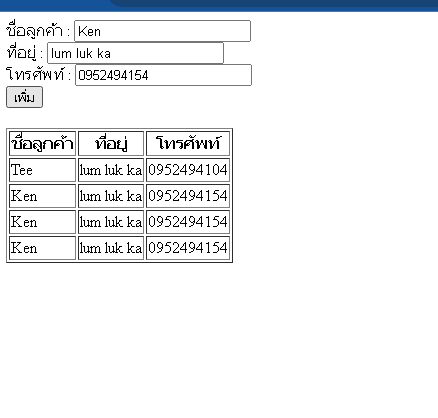 ชื่อลูกค้า : Ken
ที่อยู่ : lum luk ka
โทรศัพท์ : 0952494154
เพิ่ม
ชื่อลูกค้า ที่อยู่ โทรศัพท์
Tee lum luk ka 0952494104
Ken lum luk ka 0952494154
Ken lum luk ka 0952494154
Ken lum luk ka 0952494154